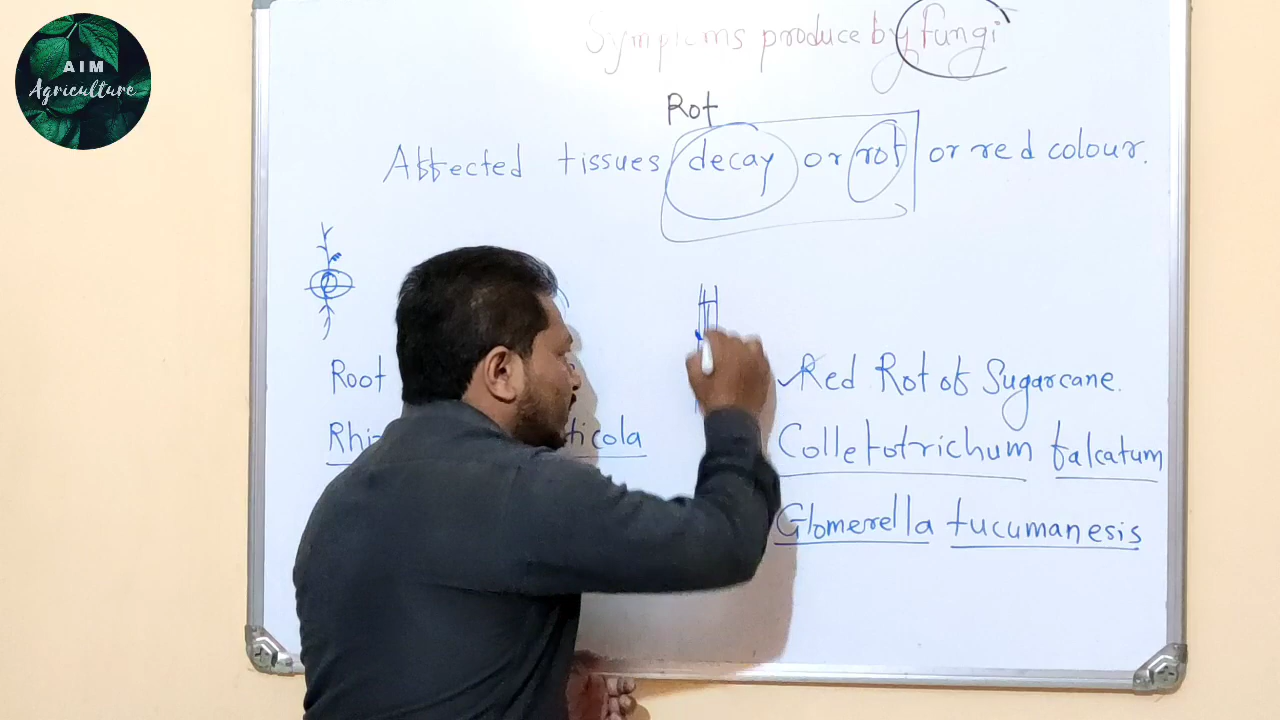 AIM
Agriculture
Symptoms produce by fungi
Rot
Affected tissues decay or rot or red colour.
Root
Red Rot of Sugarcane.
Colletotrichum falcatum
Glomerella tucumanesis